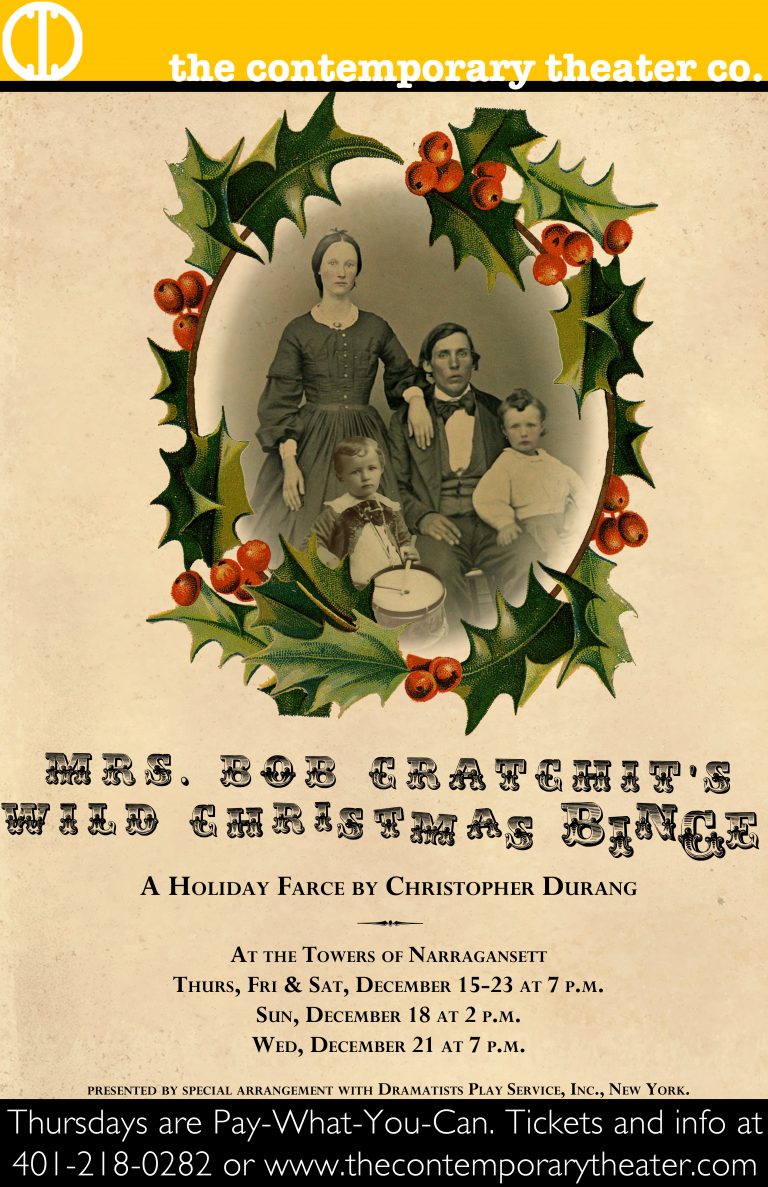 the contemporary theater co.
MRS. BOB CRATCHIT'S
WILD CHRISTMAS BINGE
A Holiday Farce by Christopher Durang
At the Towers of Narragansett
Thurs, Fri & Sat, December 15-23 at 7 p.m.
Sun, December 18 at 2 p.m.
Wed, December 21 at 7 p.m.
presented by special arrangement with Dramatists Play Service, Inc., New York.
Thursdays are Pay-What-You-Can. Tickets and info at
401-218-0282 or www.thecontemporarytheater.com